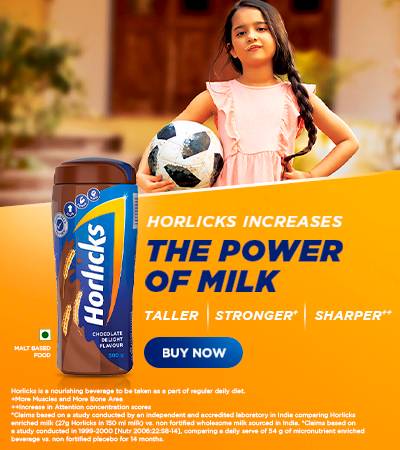 HORLICKS INCREASES
THE POWER
OF MILK
TALLER STRONGER+ SHARPER++
BUY NOW
Horlicks
CHOCOLATE
DELIGHT
FLAVOUR
500 g
MALT BASED
FOOD
Horlicks is a nourishing beverage to be taken as a part of regular daily diet.
+More Muscles and More Bone Area
++Increase in Attention concentration scores
*Claims based on a study conducted by an independent and accredited laboratory in India comparing Horlicks
enriched milk (27g Horlicks in 150 ml milk) vs. non fortified wholesome milk sourced in India. *Claims based on
a study conducted in 1999-2000 [Nutr 2006:22:S8-14], comparing a daily serve of 54 g of micronutrient enriched
beverage vs. non fortified placebo for 14 months.